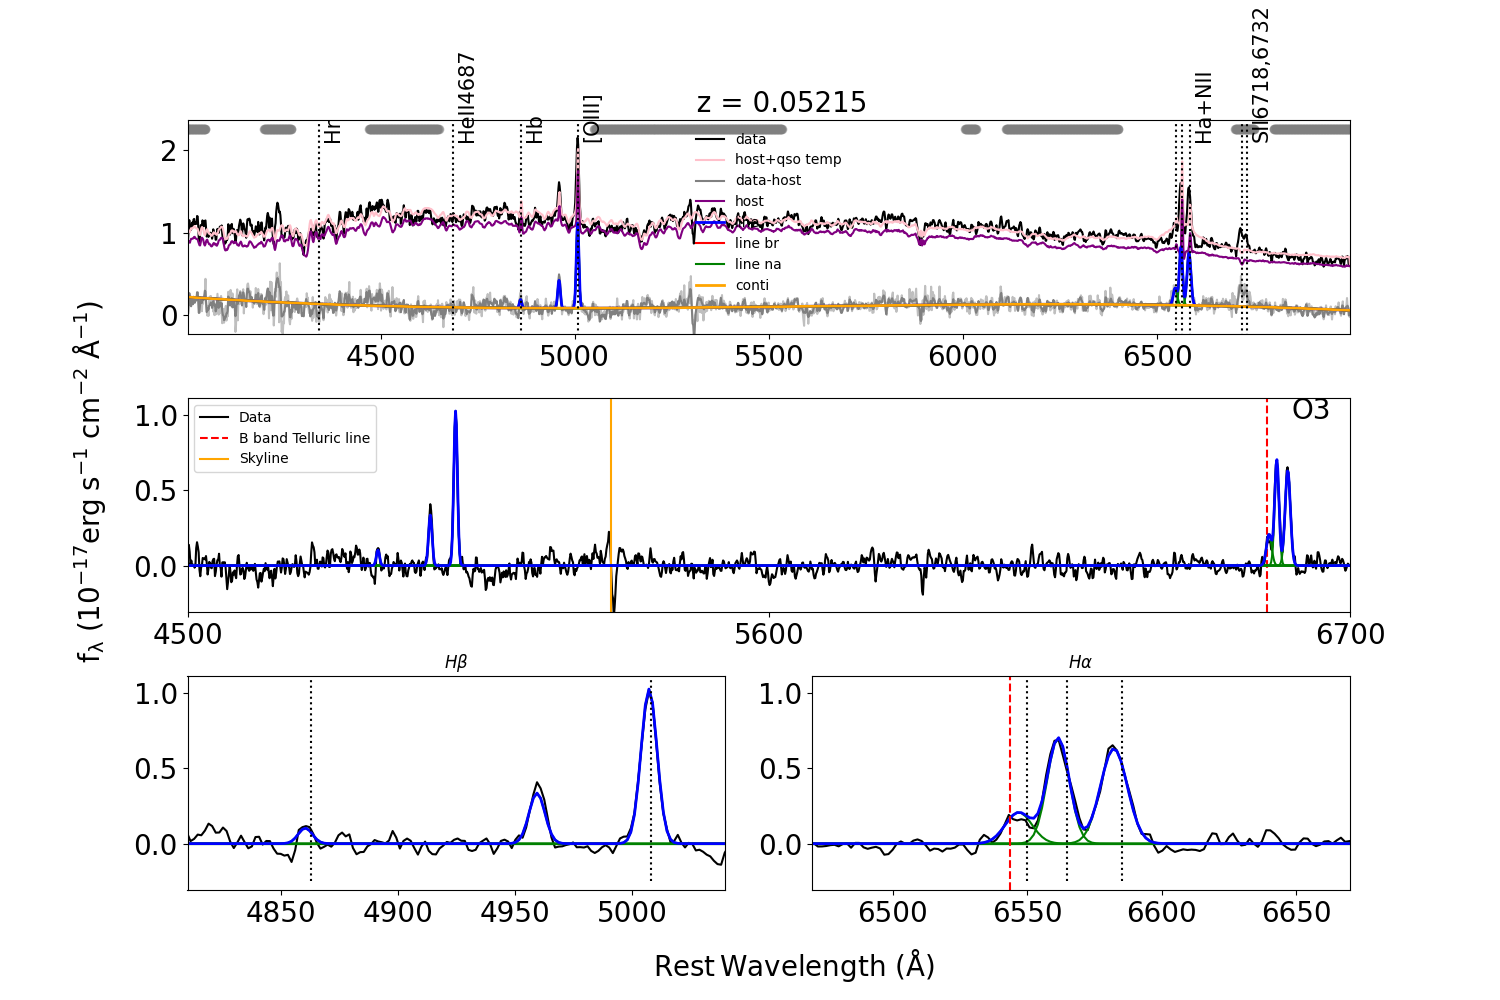 z = 0.05215
Hr
HeII4687
Hb
[OIII]
Ha+NII
SII6718,6732
data
host+qso temp
data-host
host
line br
line na
conti
2
1
0
4500 5000 5500 6000 6500
fλ (10⁻¹⁷erg s⁻¹ cm⁻² Å⁻¹)
O3
Data
B band Telluric line
Skyline
1.0
0.5
0.0
4500 5600 6700
Hβ
1.0
0.5
0.0
4850 4900 4950 5000
Hα
1.0
0.5
0.0
6500 6550 6600 6650
Rest Wavelength (Å)